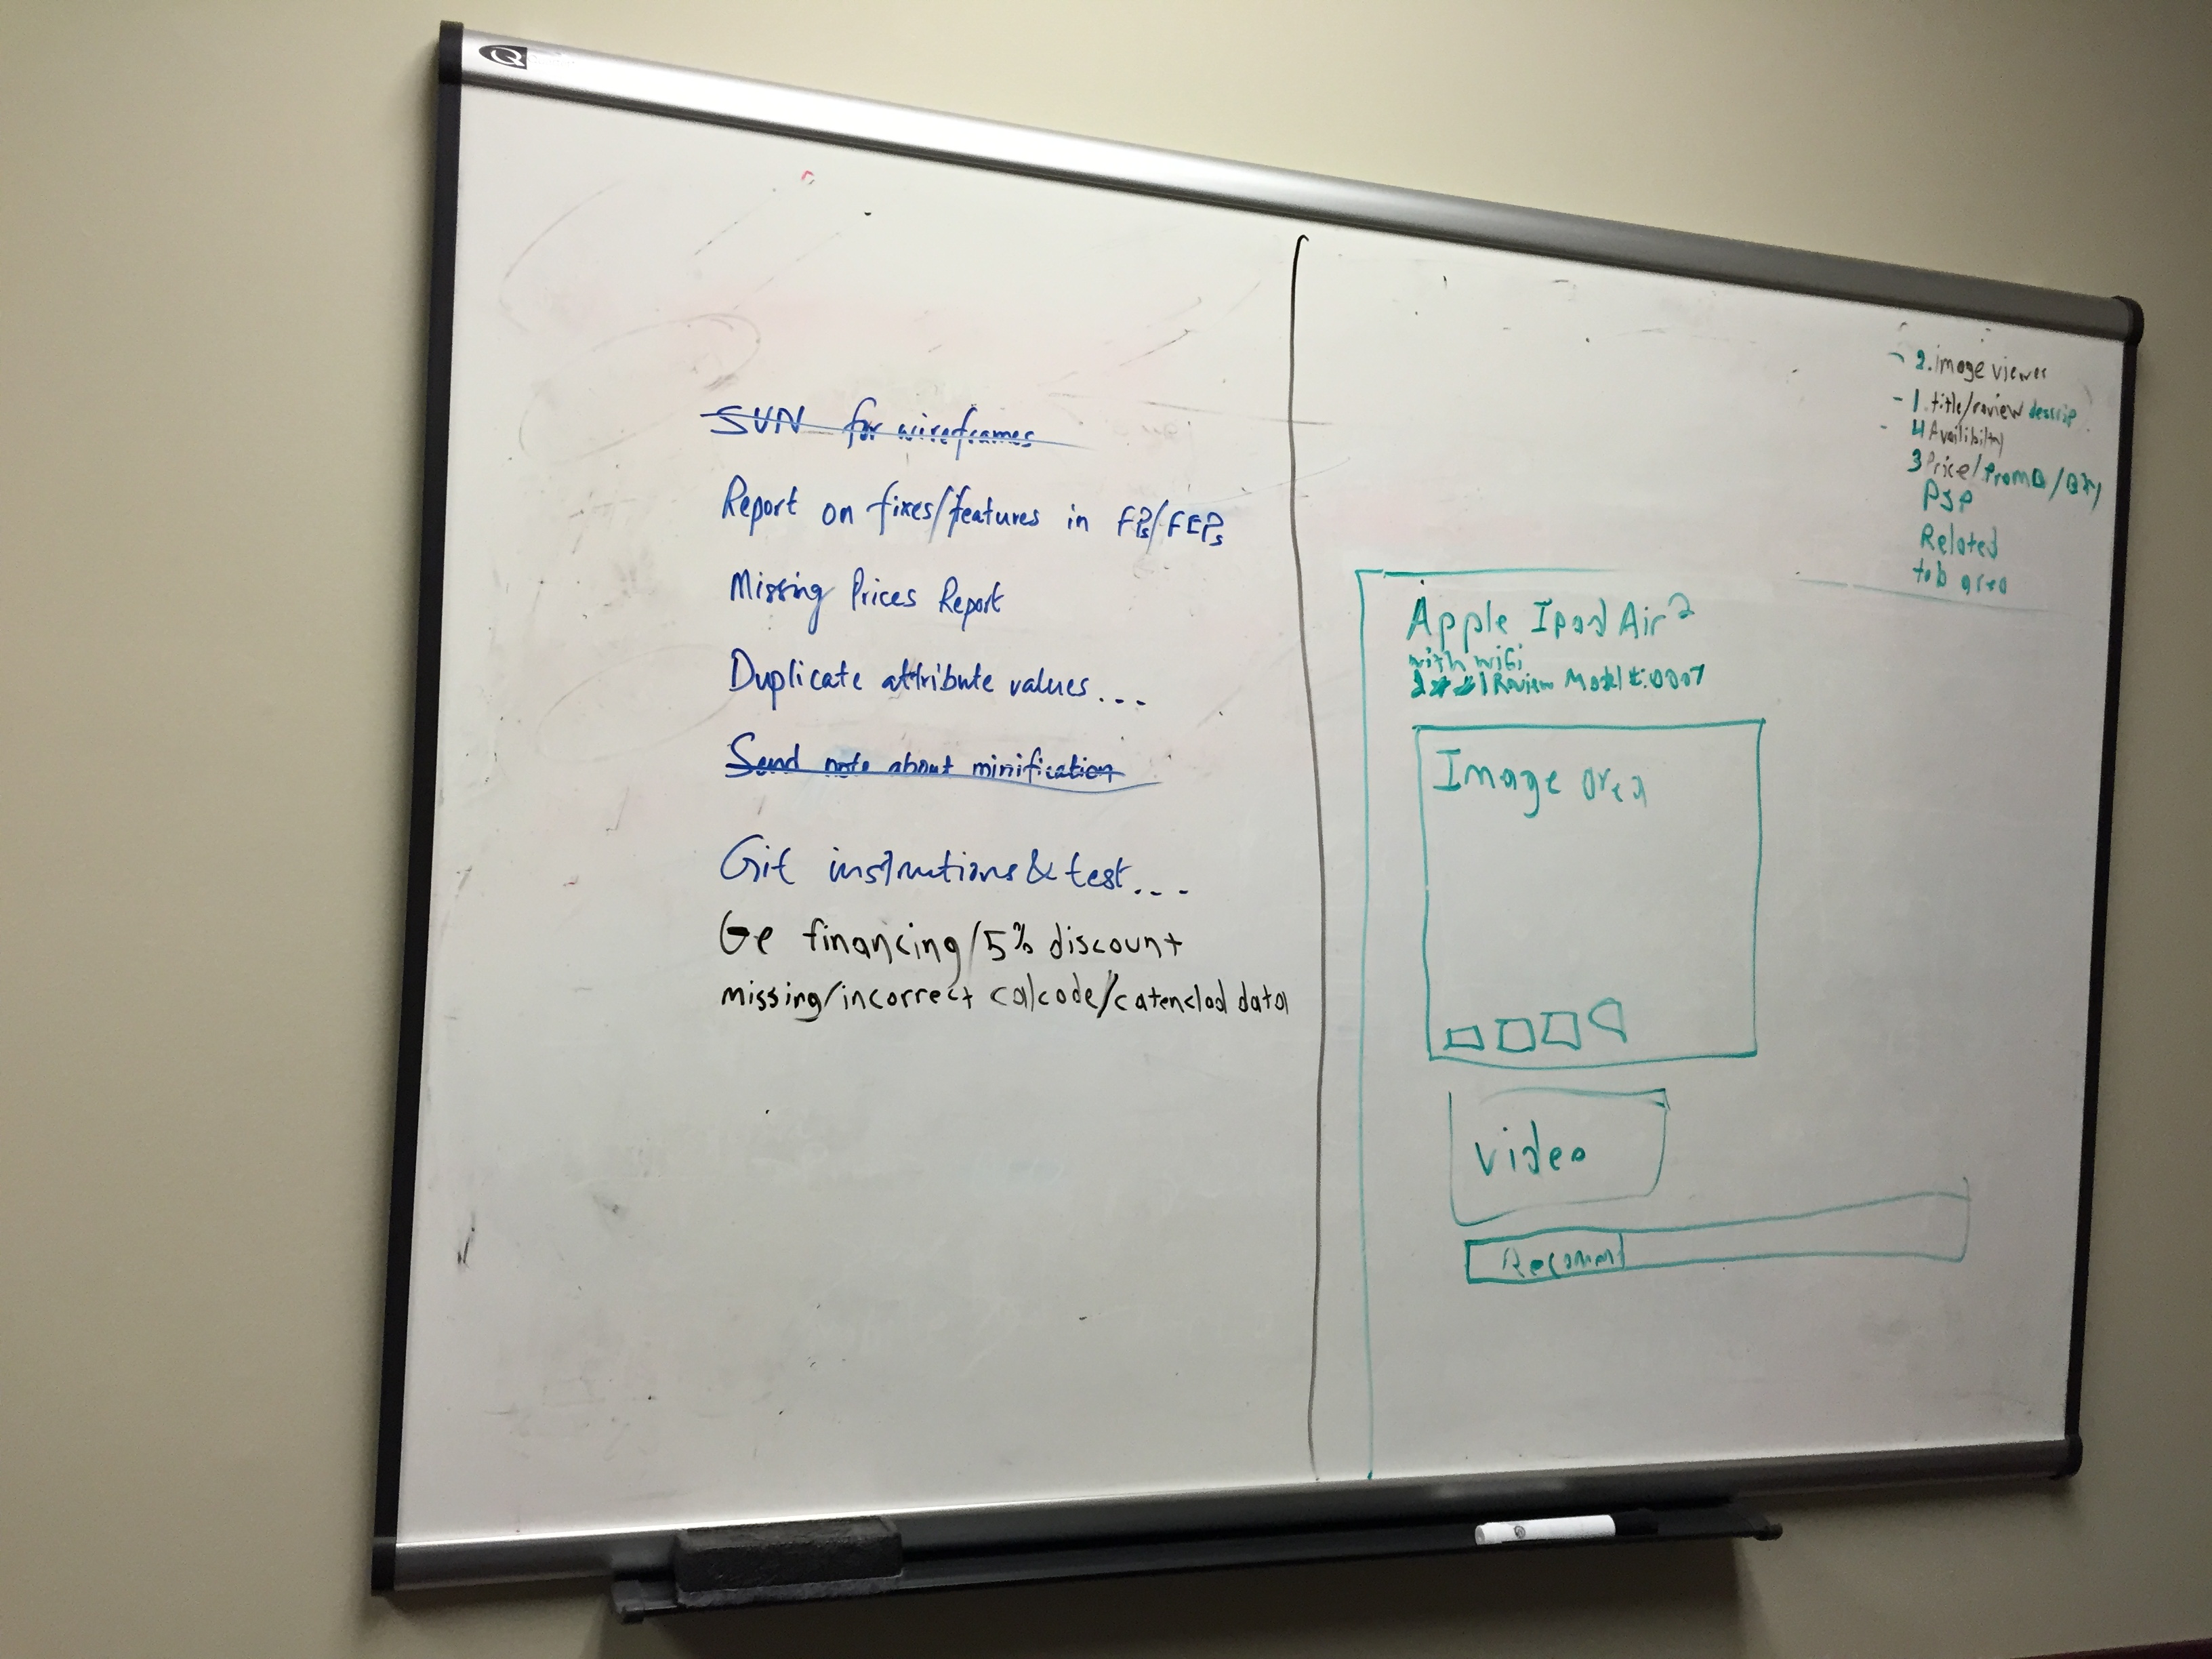 SVN for wireframes
Report on fixes/features in FPs/FEPs
Missing Prices Report
Duplicate attribute values...
Send note about minification
Git instructions & test...
Ge financing/5% discount
missing/incorrect calcode/catenclod data
2. image viewer
1. title/review descrip
4 Availibilty
3 Price/Promo/Qty
PSP
Related
tab area
Apple Ipad Air 2
with wifi
1 Review Model #: 0007
Image area
Video
Recomm